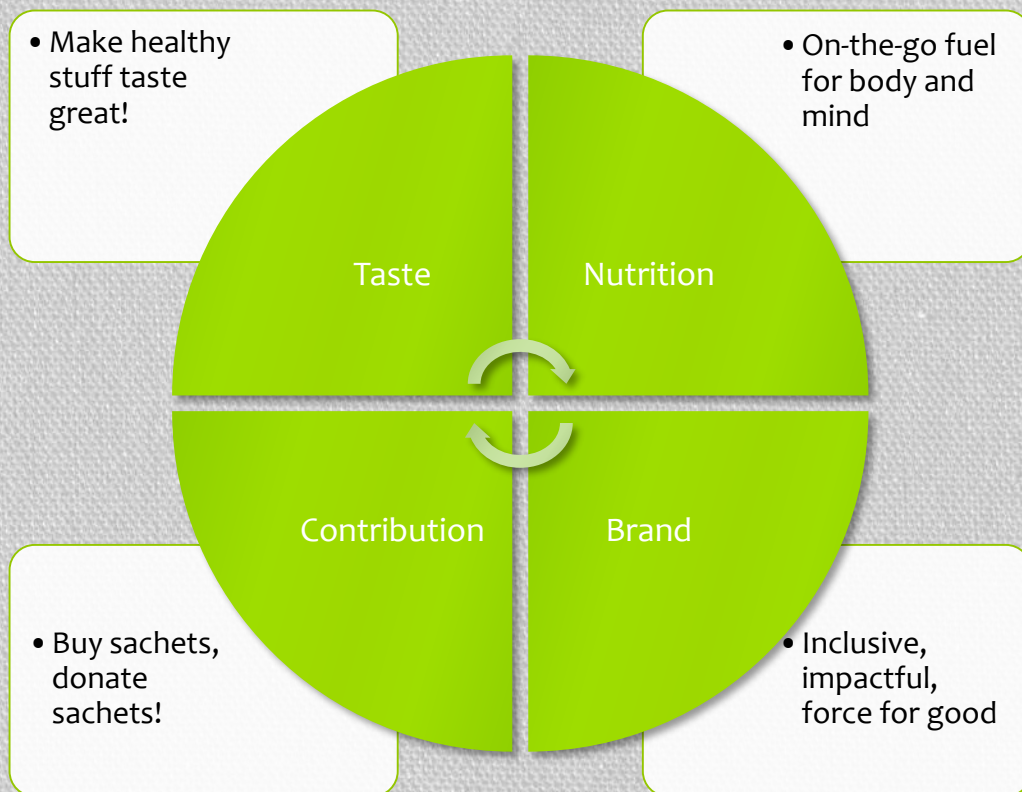 • Make healthy
stuff taste
great!
• On-the-go fuel
for body and
mind
Taste
Nutrition
Contribution
Brand
• Buy sachets,
donate
sachets!
• Inclusive,
impactful,
force for good